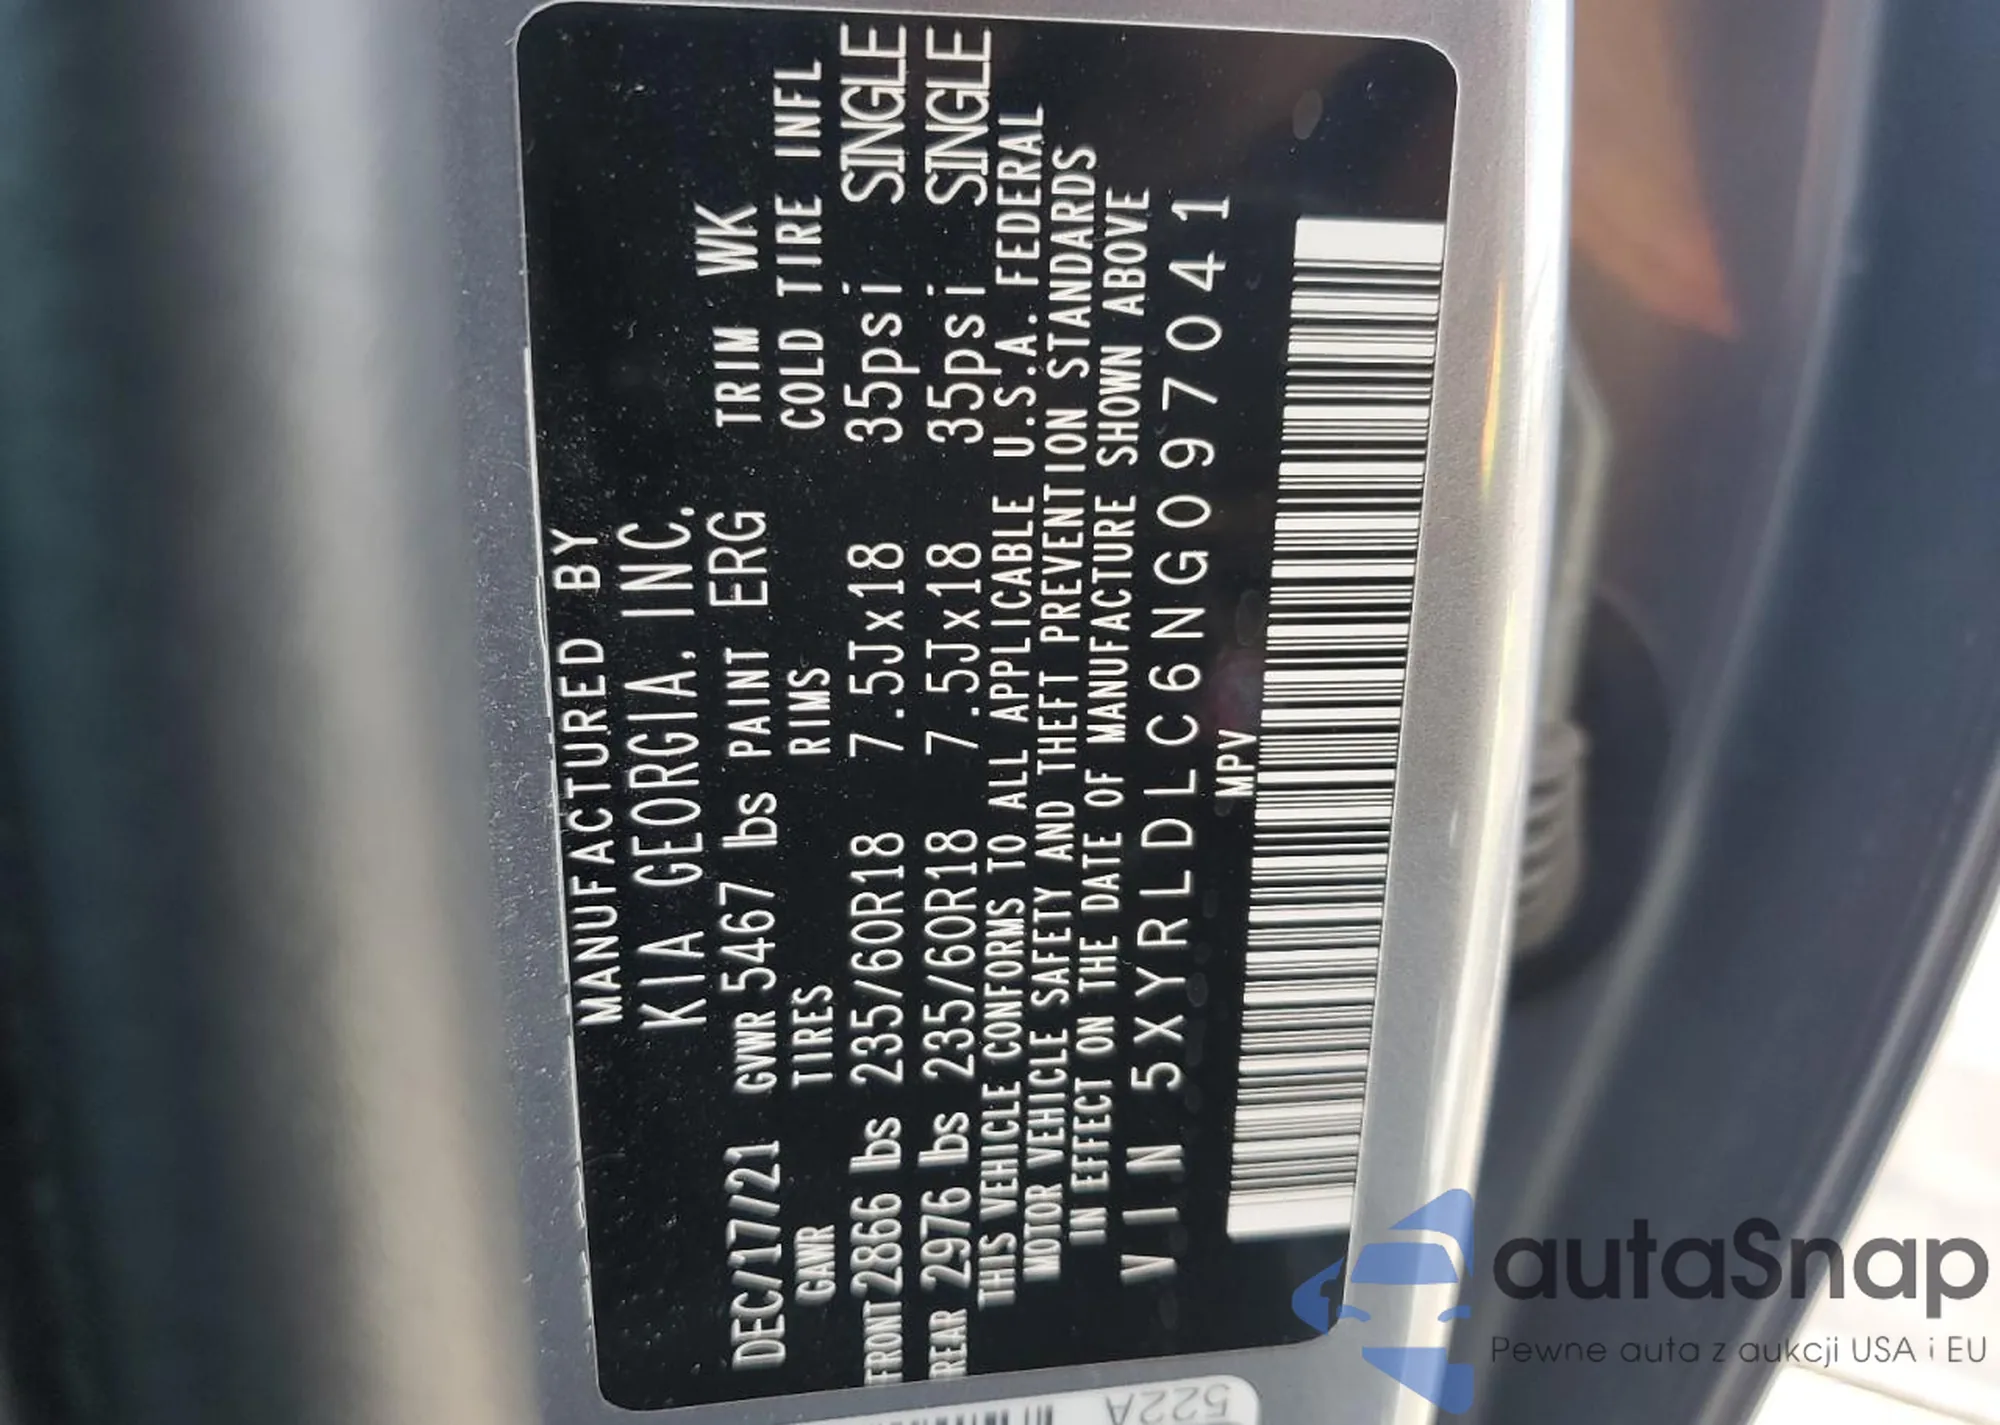 MANUFACTURED BY
KIA GEORGIA, INC.
DEC/17/21 GVWR 5467 lbs PAINT ERG TRIM WK
GAWR TIRES RIMS COLD TIRE INFL
FRONT 2866 lbs 235/60R18 7.5Jx18 35psi SINGLE
REAR 2976 lbs 235/60R18 7.5Jx18 35psi SINGLE
THIS VEHICLE CONFORMS TO ALL APPLICABLE U.S.A. FEDERAL
MOTOR VEHICLE SAFETY AND THEFT PREVENTION STANDARDS
IN EFFECT ON THE DATE OF MANUFACTURE SHOWN ABOVE
VIN 5XYRLDLC6NG097041
MPV
522A
autaSnap
Pewne auta z aukcji USA i EU